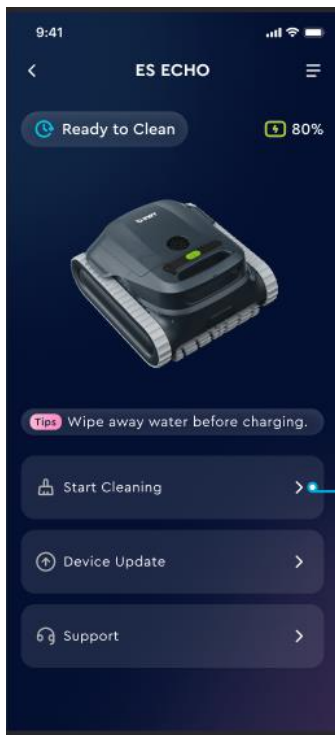 9:41
ES ECHO
Ready to Clean 80%
Tips Wipe away water before charging.
Start Cleaning
Device Update
Support